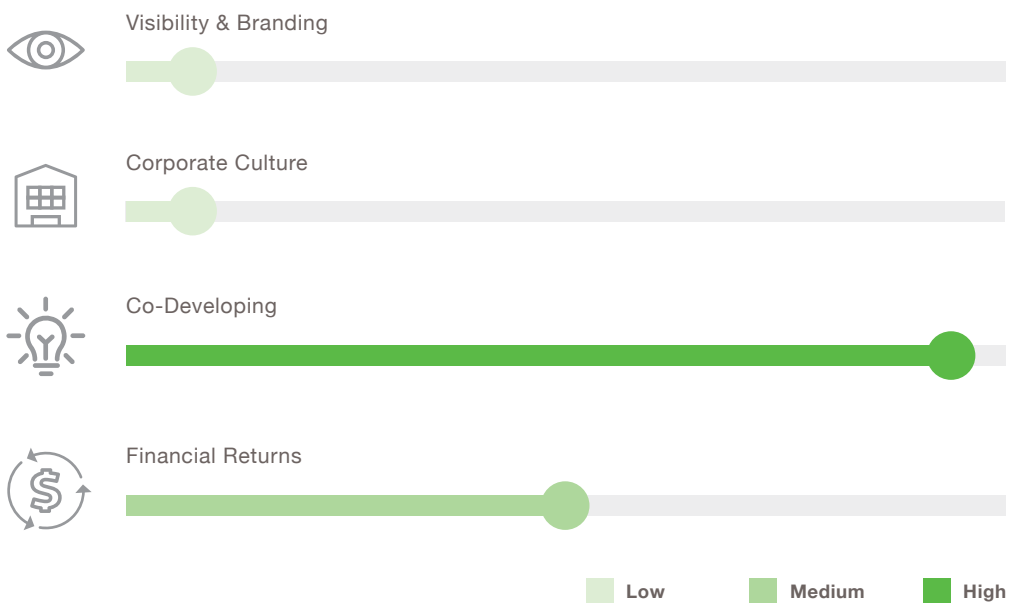 Visibility & Branding
Corporate Culture
Co-Developing
Financial Returns
$
Low Medium High